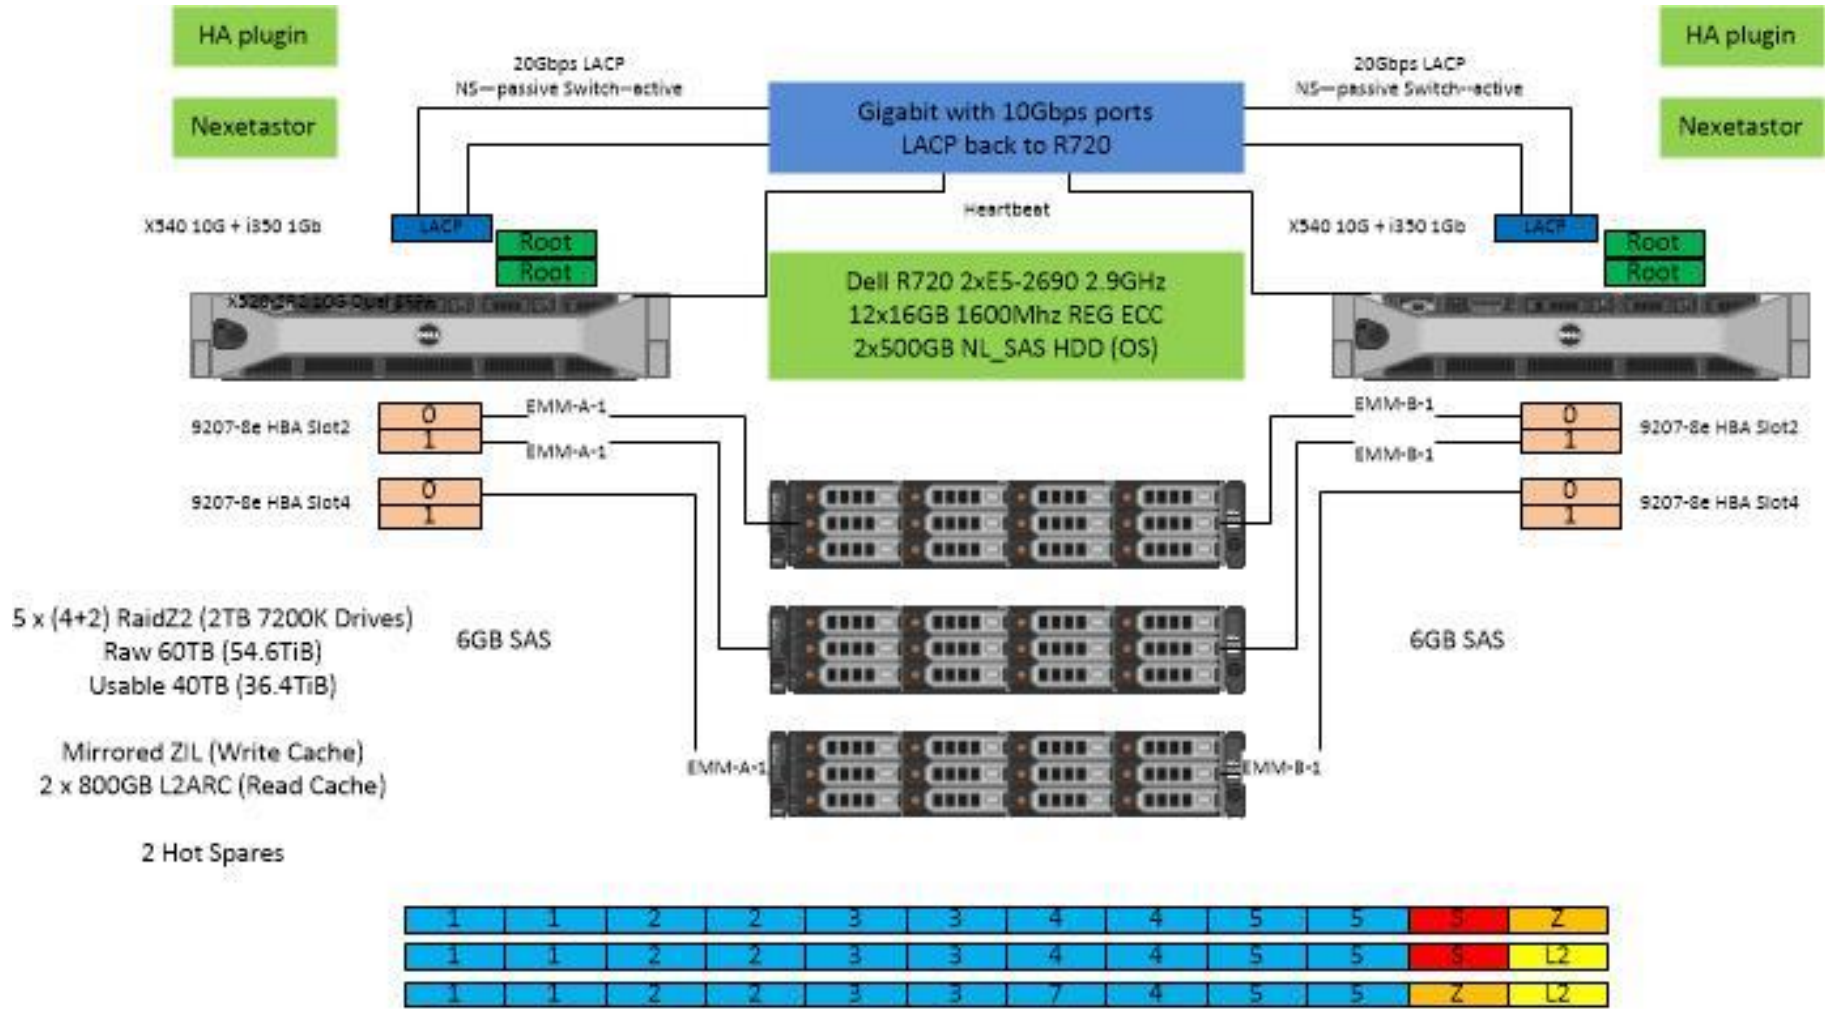 HA plugin
HA plugin
20Gbps LACP
NS—passive Switch—active
20Gbps LACP
NS—passive Switch—active
Nexetastor
Gigabit with 10Gbps ports
LACP back to R720
Nexetastor
Heartbeat
X540 10G + i350 1Gb
LACP
Root
Root
X540 10G + i350 1Gb
LACP
Root
Root
Dell R720 2xE5-2690 2.9GHz
12x16GB 1600Mhz REG ECC
2x500GB NL_SAS HDD (OS)
DELL
DELL
9207-8e HBA Slot2
0
1
EMM-A-1
EMM-A-1
EMM-B-1
EMM-B-1
0
1
9207-8e HBA Slot2
9207-8e HBA Slot4
0
1
0
1
9207-8e HBA Slot4
5 x (4+2) RaidZ2 (2TB 7200K Drives)
Raw 60TB (54.6TiB)
Usable 40TB (36.4TiB)
6GB SAS
6GB SAS
Mirrored ZIL (Write Cache)
2 x 800GB L2ARC (Read Cache)
EMM-A-1
EMM-B-1
2 Hot Spares
1 1 2 2 3 3 4 4 5 5 S Z
1 1 2 2 3 3 4 4 5 5 S L2
1 1 2 2 3 3 7 4 5 5 Z L2